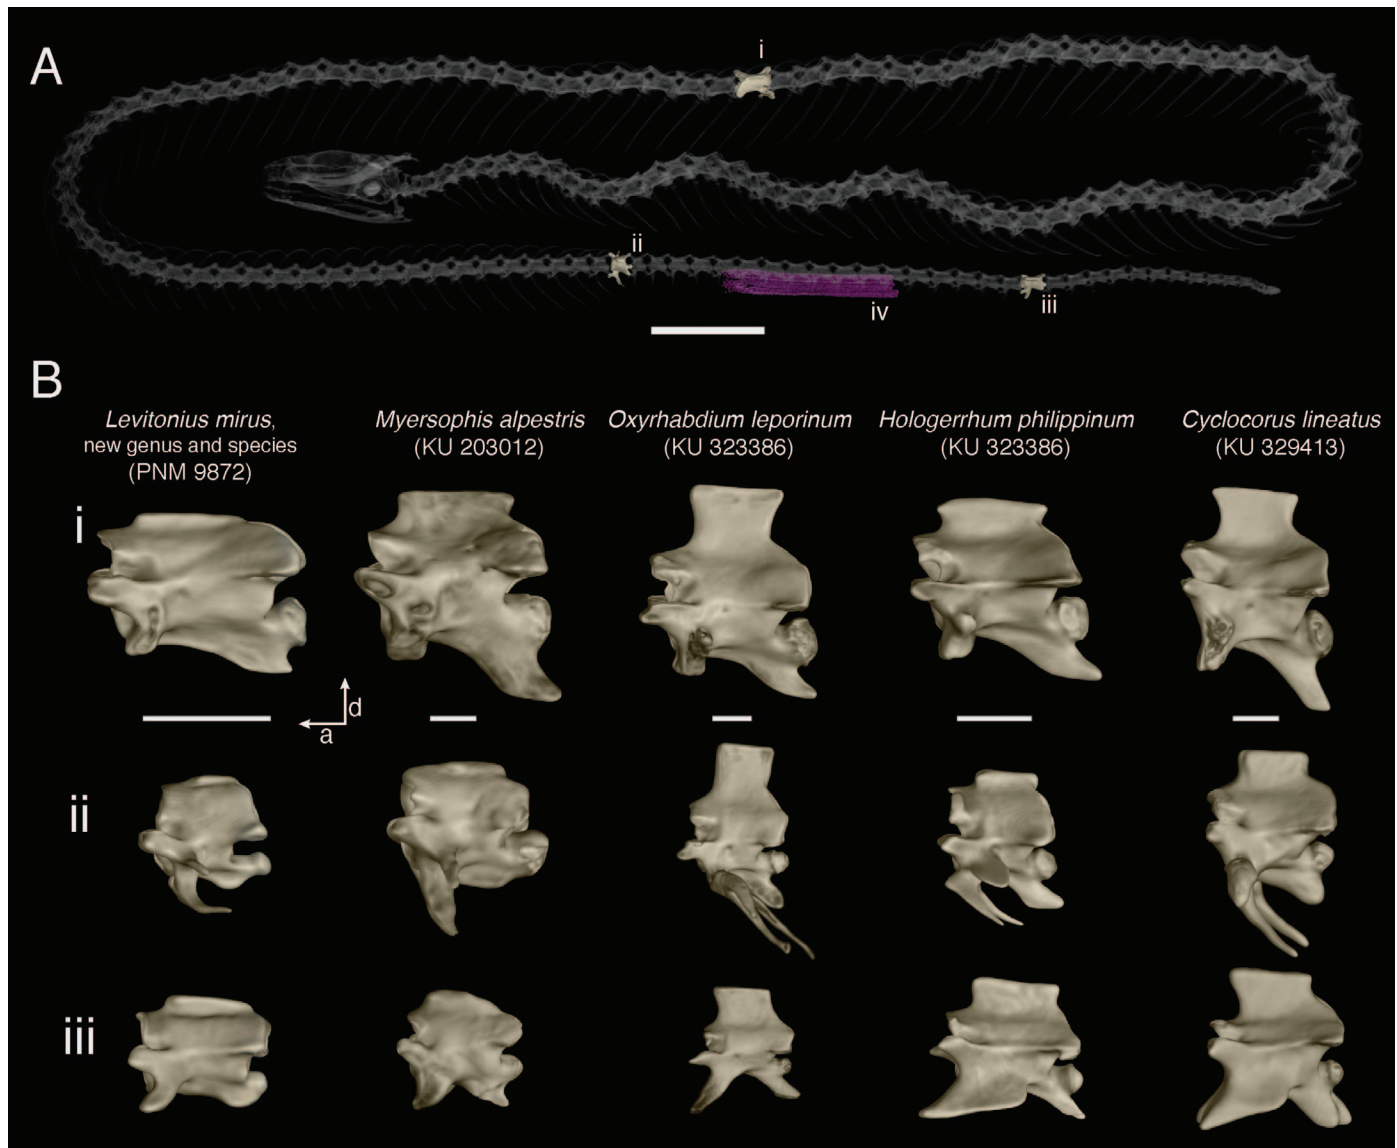 A
i
ii
iv
iii
B
Levitonius mirus,
new genus and species
(PNM 9872)
Myersophis alpestris
(KU 203012)
Oxyrhabdium leporinum
(KU 323386)
Hologerrhum philippinum
(KU 323386)
Cyclocorus lineatus
(KU 329413)
i
d
a
ii
iii